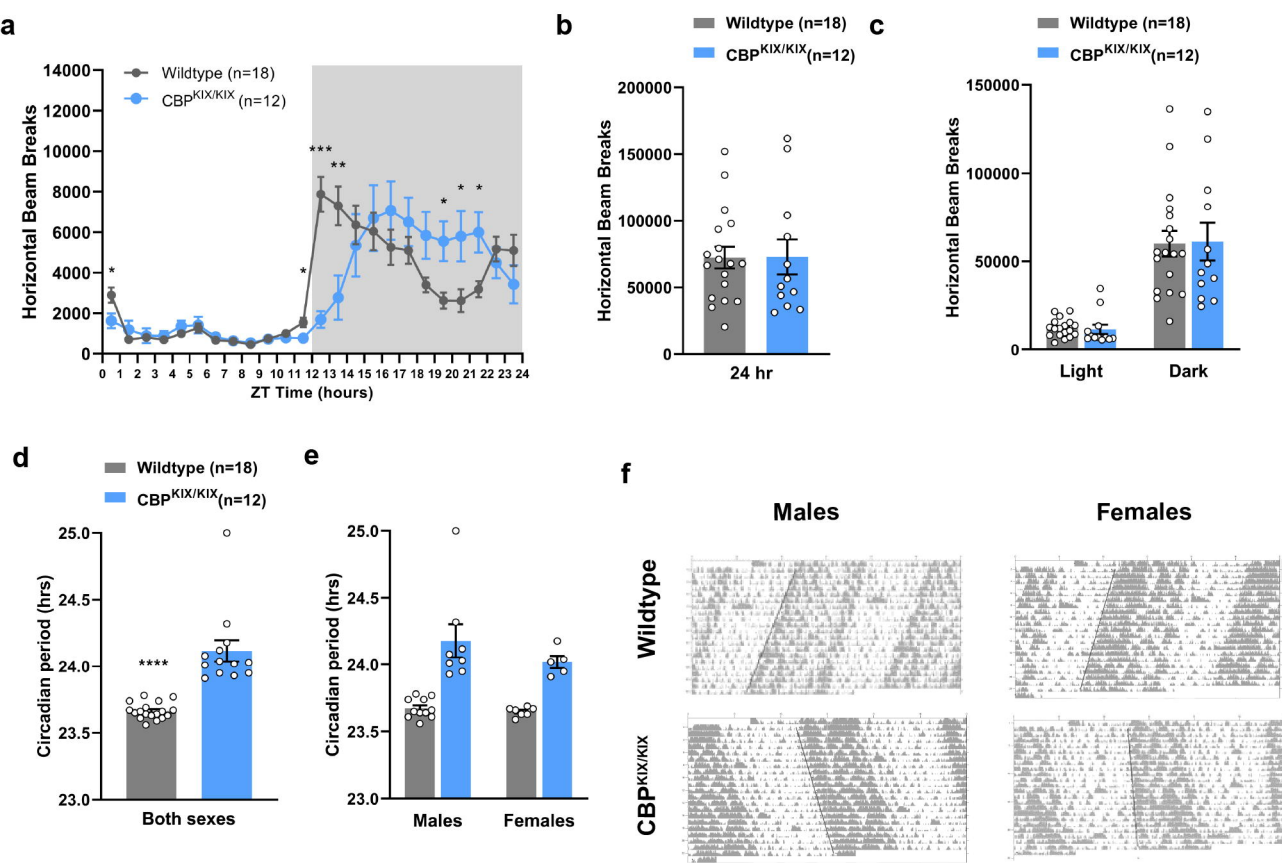 a
Wildtype (n=18)
CBPKIX/KIX (n=12)
14000
12000
10000
8000
6000
4000
2000
0
Horizontal Beam Breaks
*
*
***
**
*
*
*
0 1 2 3 4 5 6 7 8 9 10 11 12 13 14 15 16 17 18 19 20 21 22 23 24
ZT Time (hours)
b
Wildtype (n=18)
CBPKIX/KIX(n=12)
200000
150000
100000
50000
0
Horizontal Beam Breaks
24 hr
c
Wildtype (n=18)
CBPKIX/KIX(n=12)
150000
100000
50000
0
Horizontal Beam Breaks
Light Dark
d
Wildtype (n=18)
CBPKIX/KIX(n=12)
25.0
24.5
24.0
23.5
23.0
Circadian period (hrs)
****
Both sexes
e
25.0
24.5
24.0
23.5
23.0
Circadian period (hrs)
Males Females
f
Males Females
Wildtype
CBPKIX/KIX